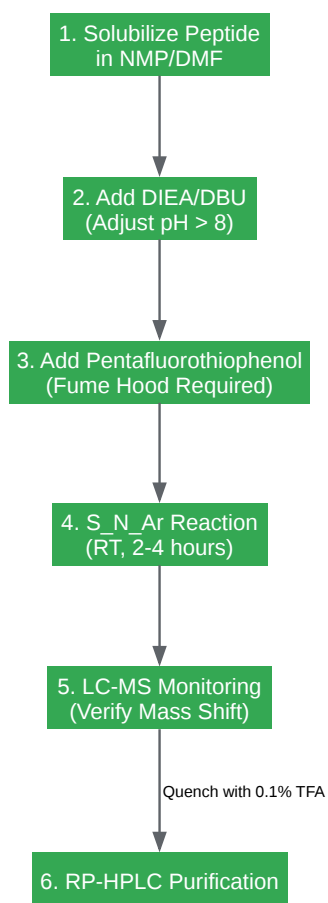 1. Solubilize Peptide
in NMP/DMF
2. Add DIEA/DBU
(Adjust pH > 8)
3. Add Pentafluorothiophenol
(Fume Hood Required)
4. S_N_Ar Reaction
(RT, 2-4 hours)
5. LC-MS Monitoring
(Verify Mass Shift)
Quench with 0.1% TFA
6. RP-HPLC Purification